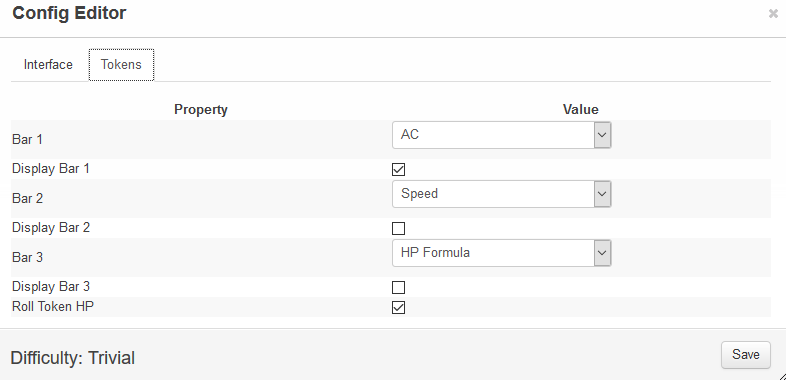 Config Editor
Interface Tokens
Property Value
Bar 1 AC
Display Bar 1
Bar 2 Speed
Display Bar 2
Bar 3 HP Formula
Display Bar 3
Roll Token HP
Difficulty: Trivial Save